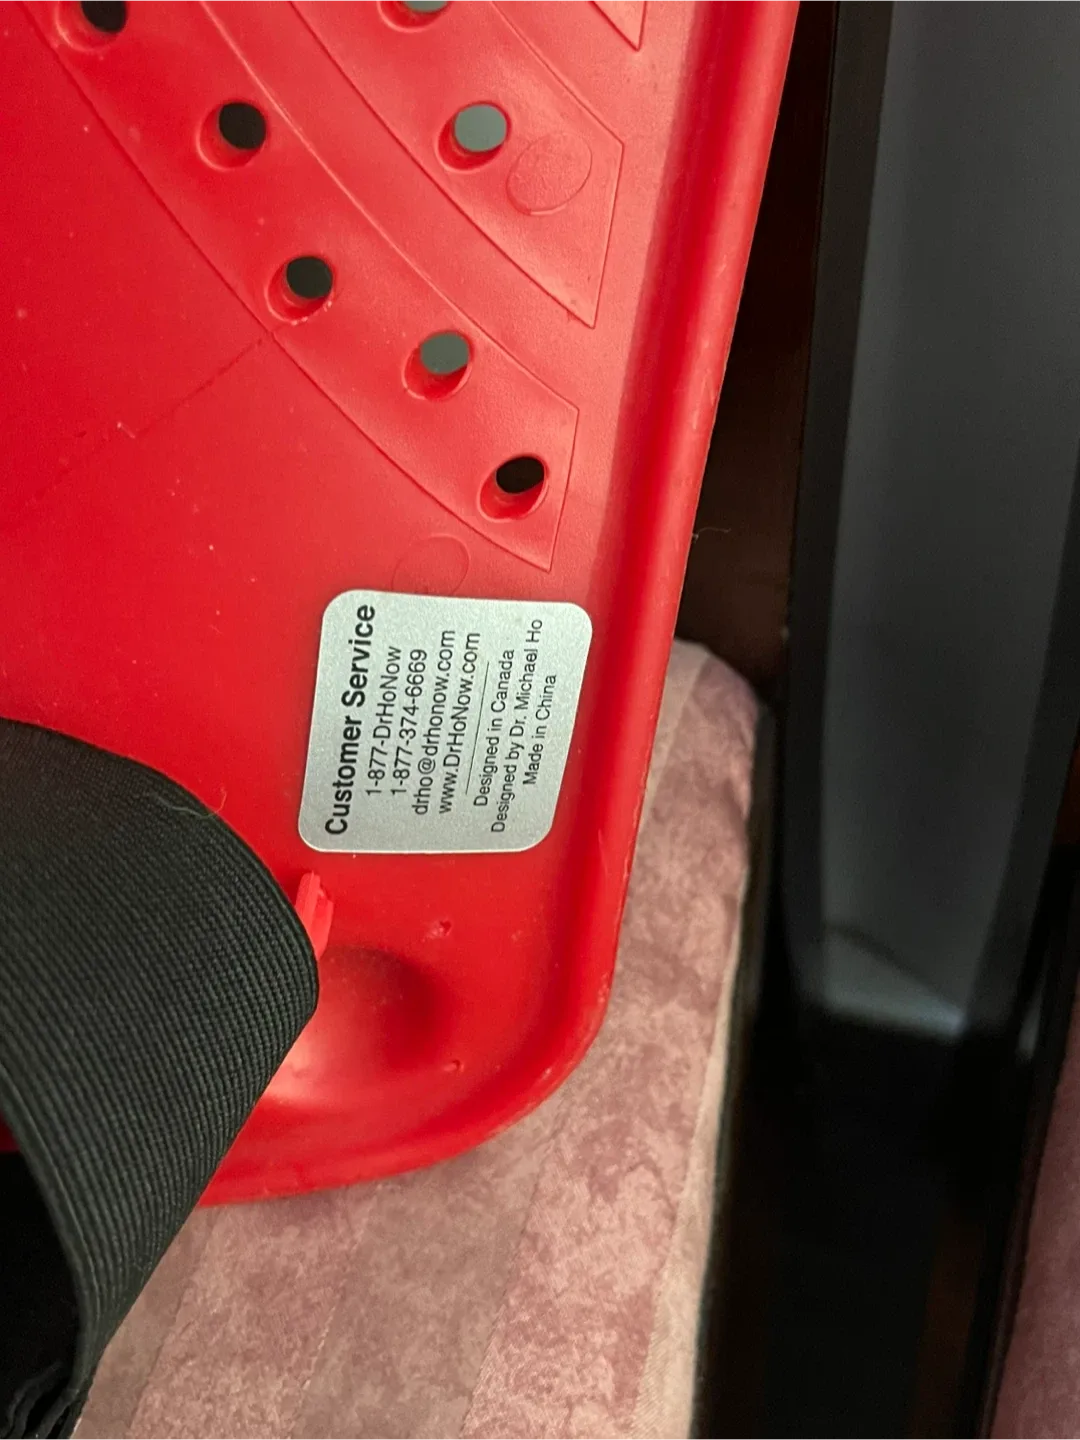 Customer Service
1-877-DrHoNow
1-877-374-6669
drho@drhonow.com
www.DrHoNow.com
Designed in Canada
Designed by Dr. Michael Ho
Made in China